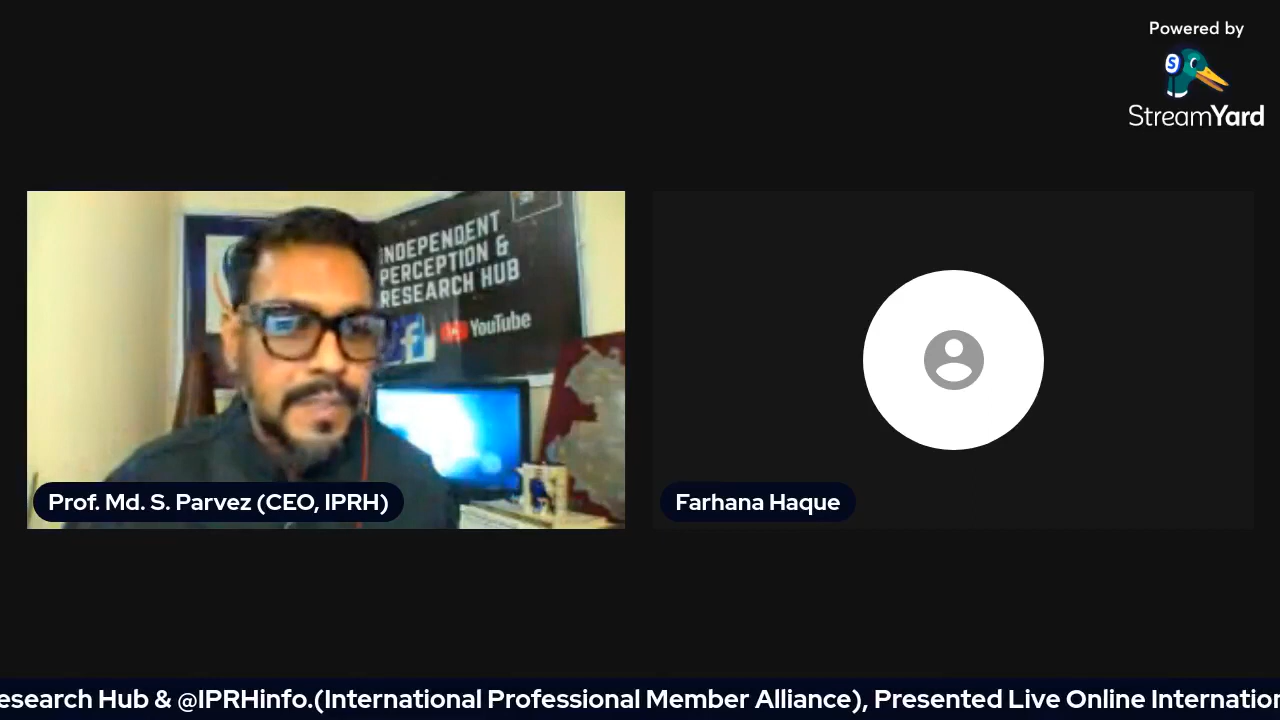 Powered by
S
StreamYard
INDEPENDENT
PERCEPTION &
RESEARCH HUB
f
YouTube
Prof. Md. S. Parvez (CEO, IPRH)
Farhana Haque
esearch Hub & @IPRHinfo.(International Professional Member Alliance), Presented Live Online Internation